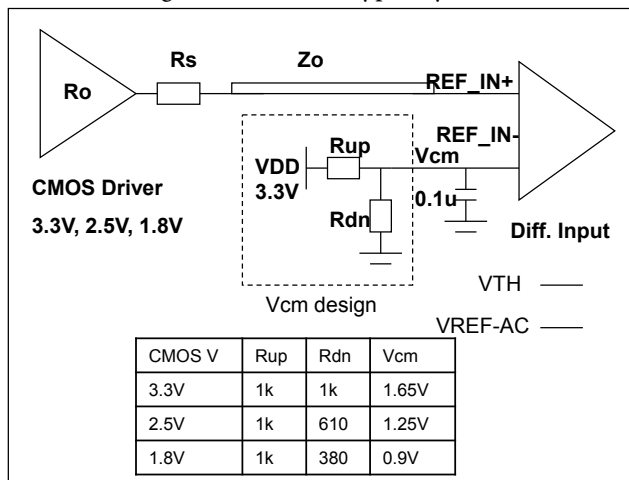 Rs
Zo
Ro
REF_IN+
REF_IN-
Rup
Vcm
VDD
3.3V
CMOS Driver
0.1u
Rdn
3.3V, 2.5V, 1.8V
Diff. Input
Vcm design
VTH
VREF-AC
CMOS V Rup Rdn Vcm
3.3V 1k 1k 1.65V
2.5V 1k 610 1.25V
1.8V 1k 380 0.9V